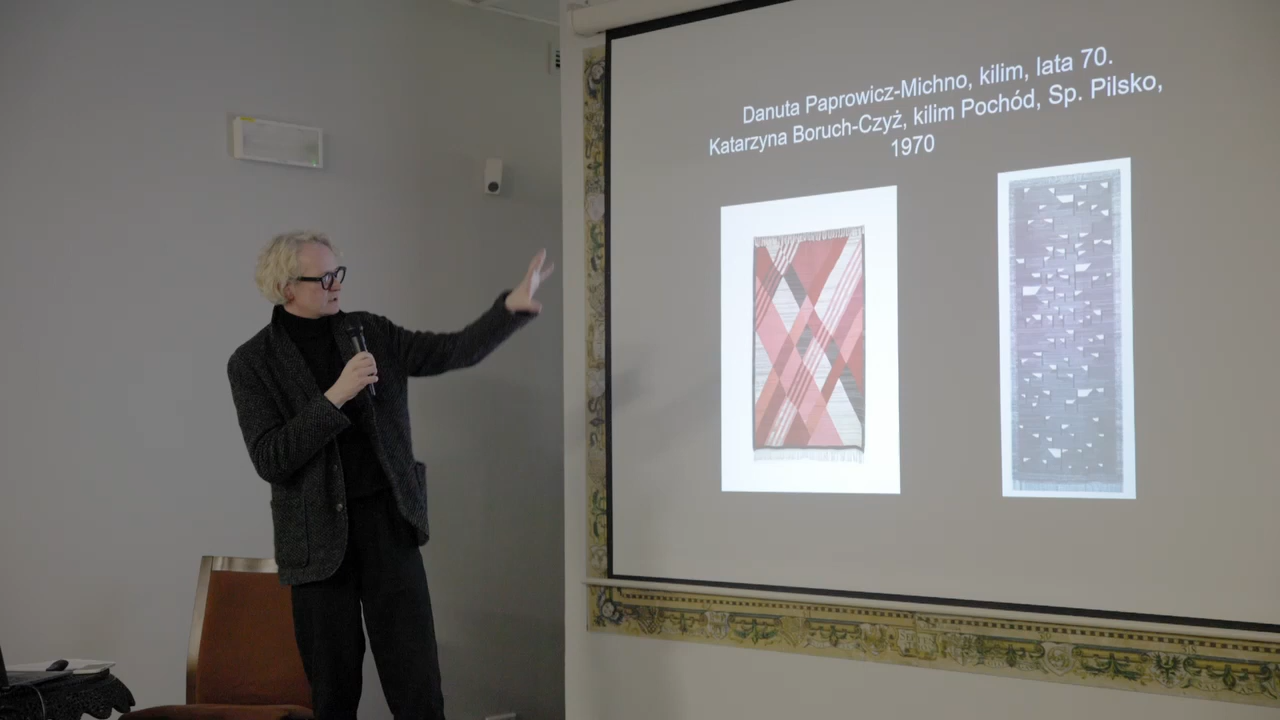 Danuta Paprowicz-Michno, kilim, lata 70.
Katarzyna Boruch-Czyż, kilim Pochód, Sp. Pilsko,
1970